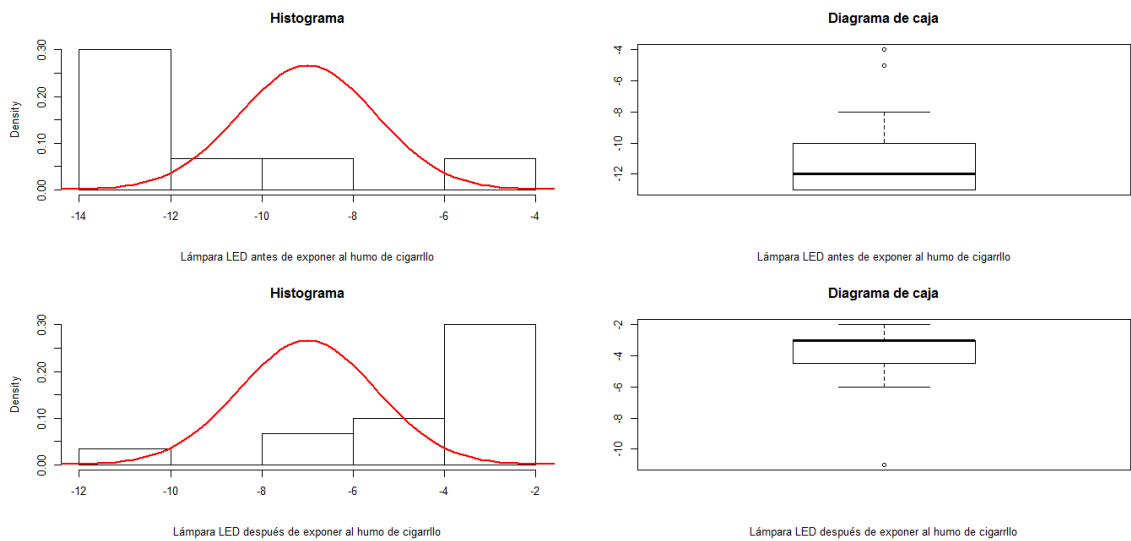 Histograma
Density
0.00 0.10 0.20 0.30
-14 -12 -10 -8 -6 -4
Lámpara LED antes de exponer al humo de cigarrllo
Diagrama de caja
-4
-6
-8
-10
-12
Lámpara LED antes de exponer al humo de cigarrllo
Histograma
Density
0.00 0.10 0.20 0.30
-12 -10 -8 -6 -4 -2
Lámpara LED después de exponer al humo de cigarrllo
Diagrama de caja
-2
-4
-6
-8
-10
Lámpara LED después de exponer al humo de cigarrllo